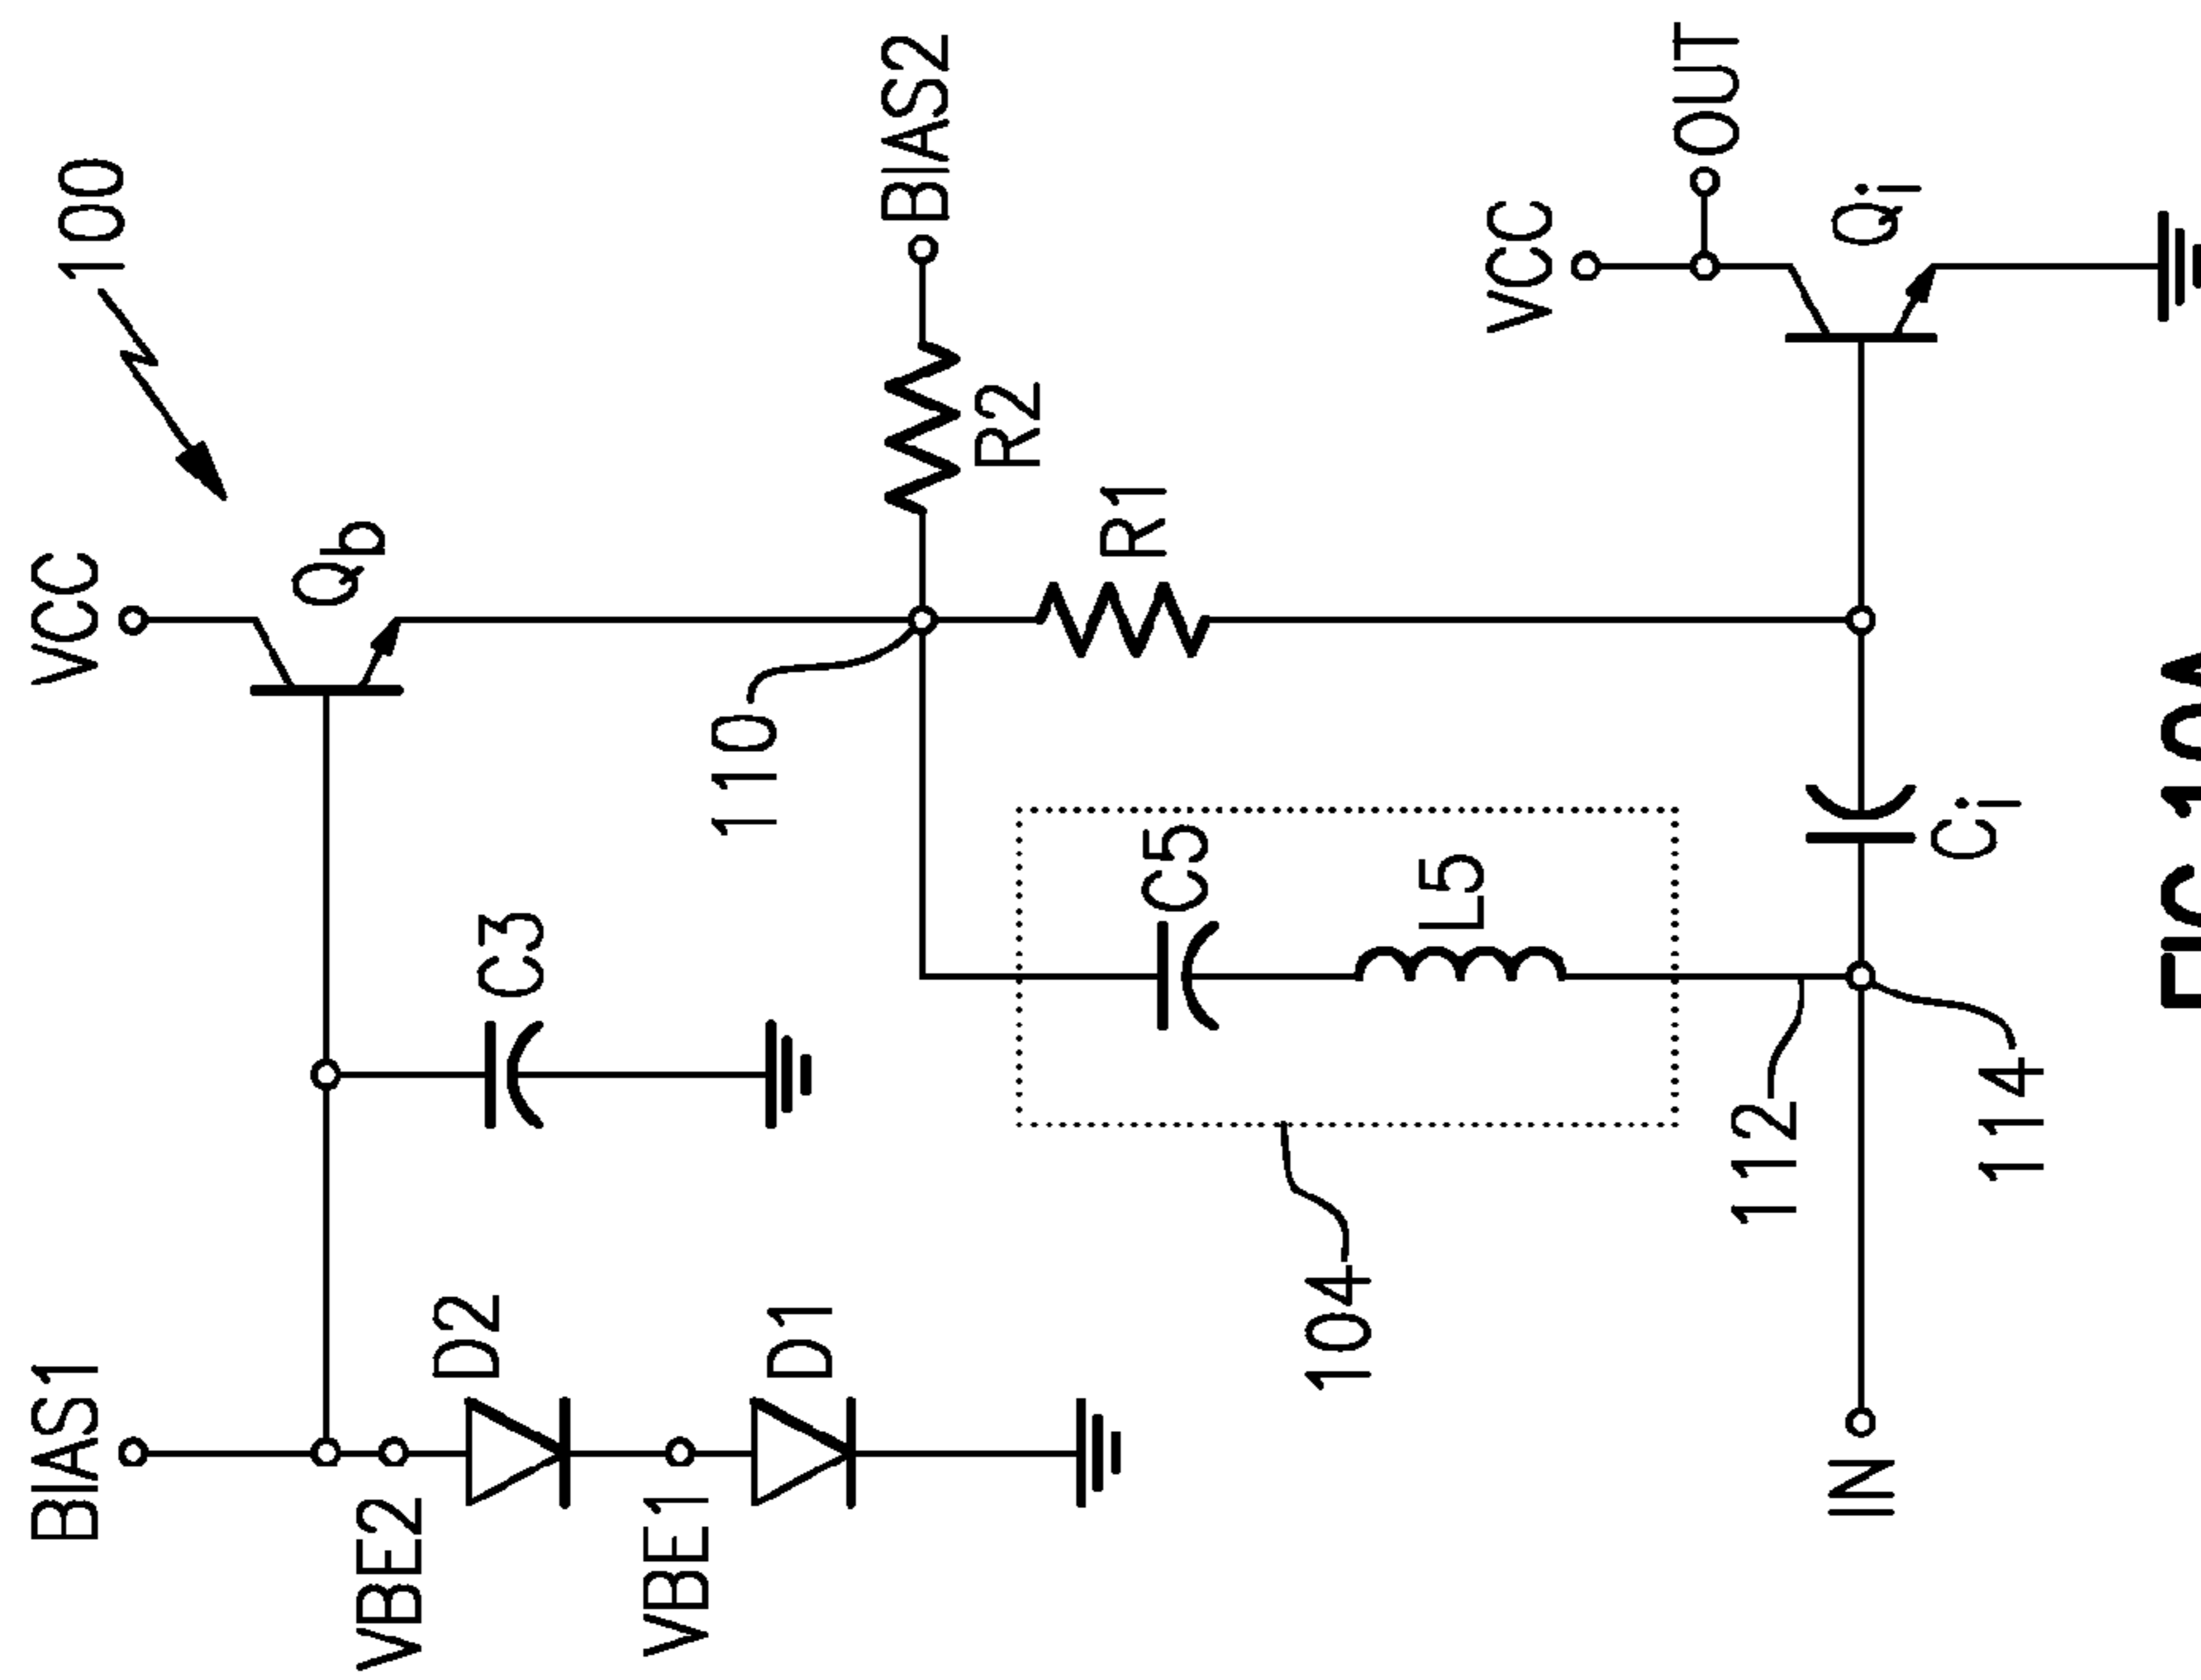 100
VCC
Qb
BIAS1
VBE2
D2
VBE1
D1
C3
110
BIAS2
R2
R1
C5
L5
104
VCC
OUT
Qi
112
114
Ci
IN